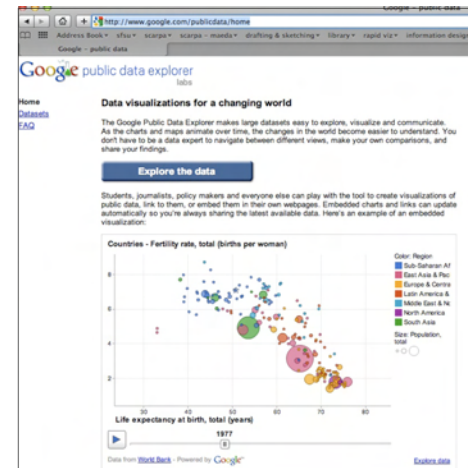 Google - public data
http://www.google.com/publicdata/home
Address Book sfsu scarpa scarpa - maeda drafting & sketching library rapid viz information design
Google - public data
Google public data explorer
labs
Home
Datasets
FAQ
Data visualizations for a changing world
The Google Public Data Explorer makes large datasets easy to explore, visualize and communicate.
As the charts and maps animate over time, the changes in the world become easier to understand. You
don't have to be a data expert to navigate between different views, make your own comparisons, and
share your findings.
Explore the data
Students, journalists, policy makers and everyone else can play with the tool to create visualizations of
public data, link to them, or embed them in their own webpages. Embedded charts and links can update
automatically so you're always sharing the latest available data. Here's an example of an embedded
visualization:
Countries - Fertility rate, total (births per woman)
Color: Region
Sub-Saharan Af
East Asia & Pac
Europe & Centra
Latin America &
Middle East & No
North America
South Asia
Size: Population,
total
8
6
4
2
30 40 50 60 70 80
Life expectancy at birth, total (years)
1977
Data from World Bank - Powered by Google
Explore data